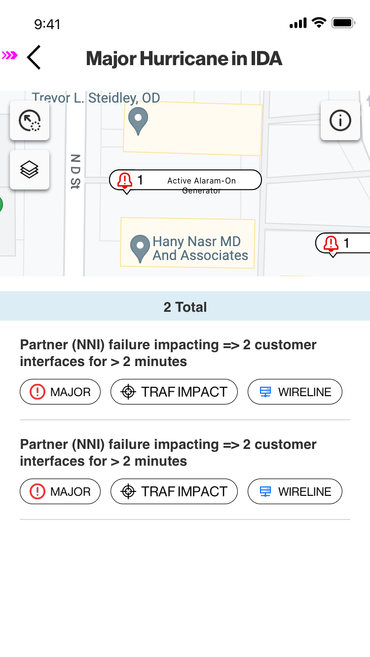 9:41
Major Hurricane in IDA
Trevor L. Steidley, OD
N D St
1 Active Alaram-On
Generator
Hany Nasr MD
And Associates
1
2 Total
Partner (NNI) failure impacting => 2 customer
interfaces for > 2 minutes
MAJOR TRAF IMPACT WIRELINE
Partner (NNI) failure impacting => 2 customer
interfaces for > 2 minutes
MAJOR TRAF IMPACT WIRELINE